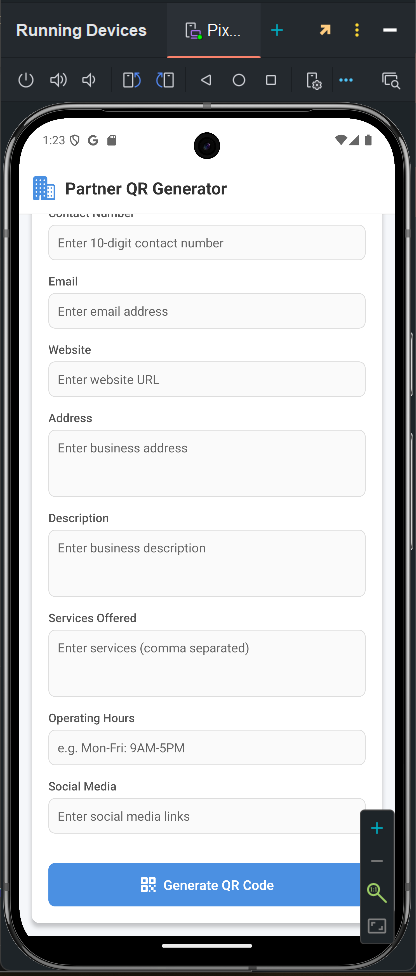 Running Devices
Pix...
1:23
Partner QR Generator
Contact Number
Enter 10-digit contact number
Email
Enter email address
Website
Enter website URL
Address
Enter business address
Description
Enter business description
Services Offered
Enter services (comma separated)
Operating Hours
e.g. Mon-Fri: 9AM-5PM
Social Media
Enter social media links
Generate QR Code
1:1